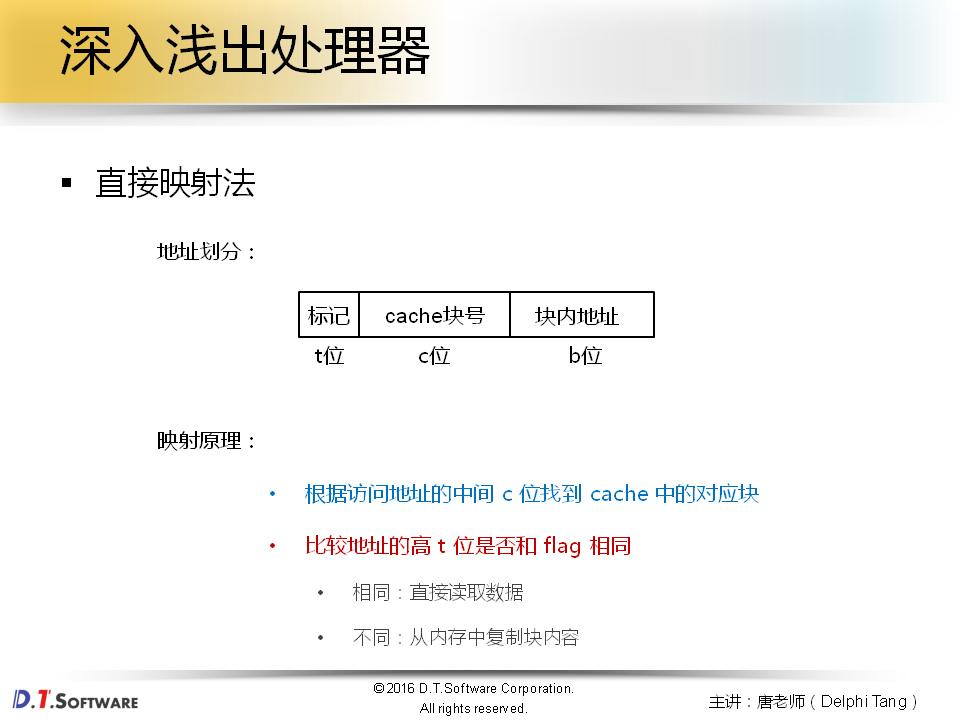 深入浅出处理器
▪ 直接映射法
地址划分：
标记 cache块号 块内地址
t位 c位 b位
映射原理：
• 根据访问地址的中间 c 位找到 cache 中的对应块
• 比较地址的高 t 位是否和 flag 相同
• 相同：直接读取数据
• 不同：从内存中复制块内容
D.T.SOFTWARE
©2016 D.T.Software Corporation.
All rights reserved.
主讲：唐老师（Delphi Tang）